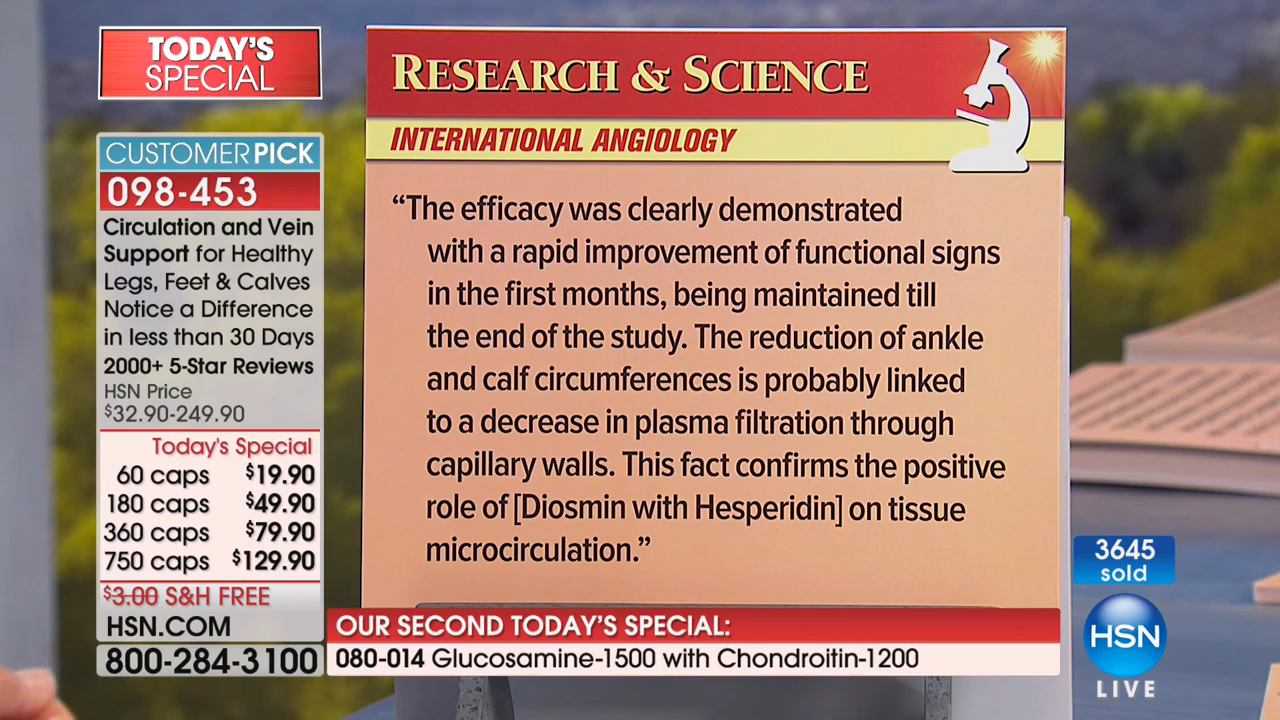 TODAY'S
SPECIAL
CUSTOMER PICK
098-453
Circulation and Vein
Support for Healthy
Legs, Feet & Calves
Notice a Difference
in less than 30 Days
2000+ 5-Star Reviews
HSN Price
$32.90-249.90
Today's Special
60 caps $19.90
180 caps $49.90
360 caps $79.90
750 caps $129.90
$3.00 S&H FREE
HSN.COM
800-284-3100
RESEARCH & SCIENCE
INTERNATIONAL ANGIOLOGY
“The efficacy was clearly demonstrated
with a rapid improvement of functional signs
in the first months, being maintained till
the end of the study. The reduction of ankle
and calf circumferences is probably linked
to a decrease in plasma filtration through
capillary walls. This fact confirms the positive
role of [Diosmin with Hesperidin] on tissue
microcirculation.”
OUR SECOND TODAY'S SPECIAL:
080-014 Glucosamine-1500 with Chondroitin-1200
3645
sold
HSN
LIVE